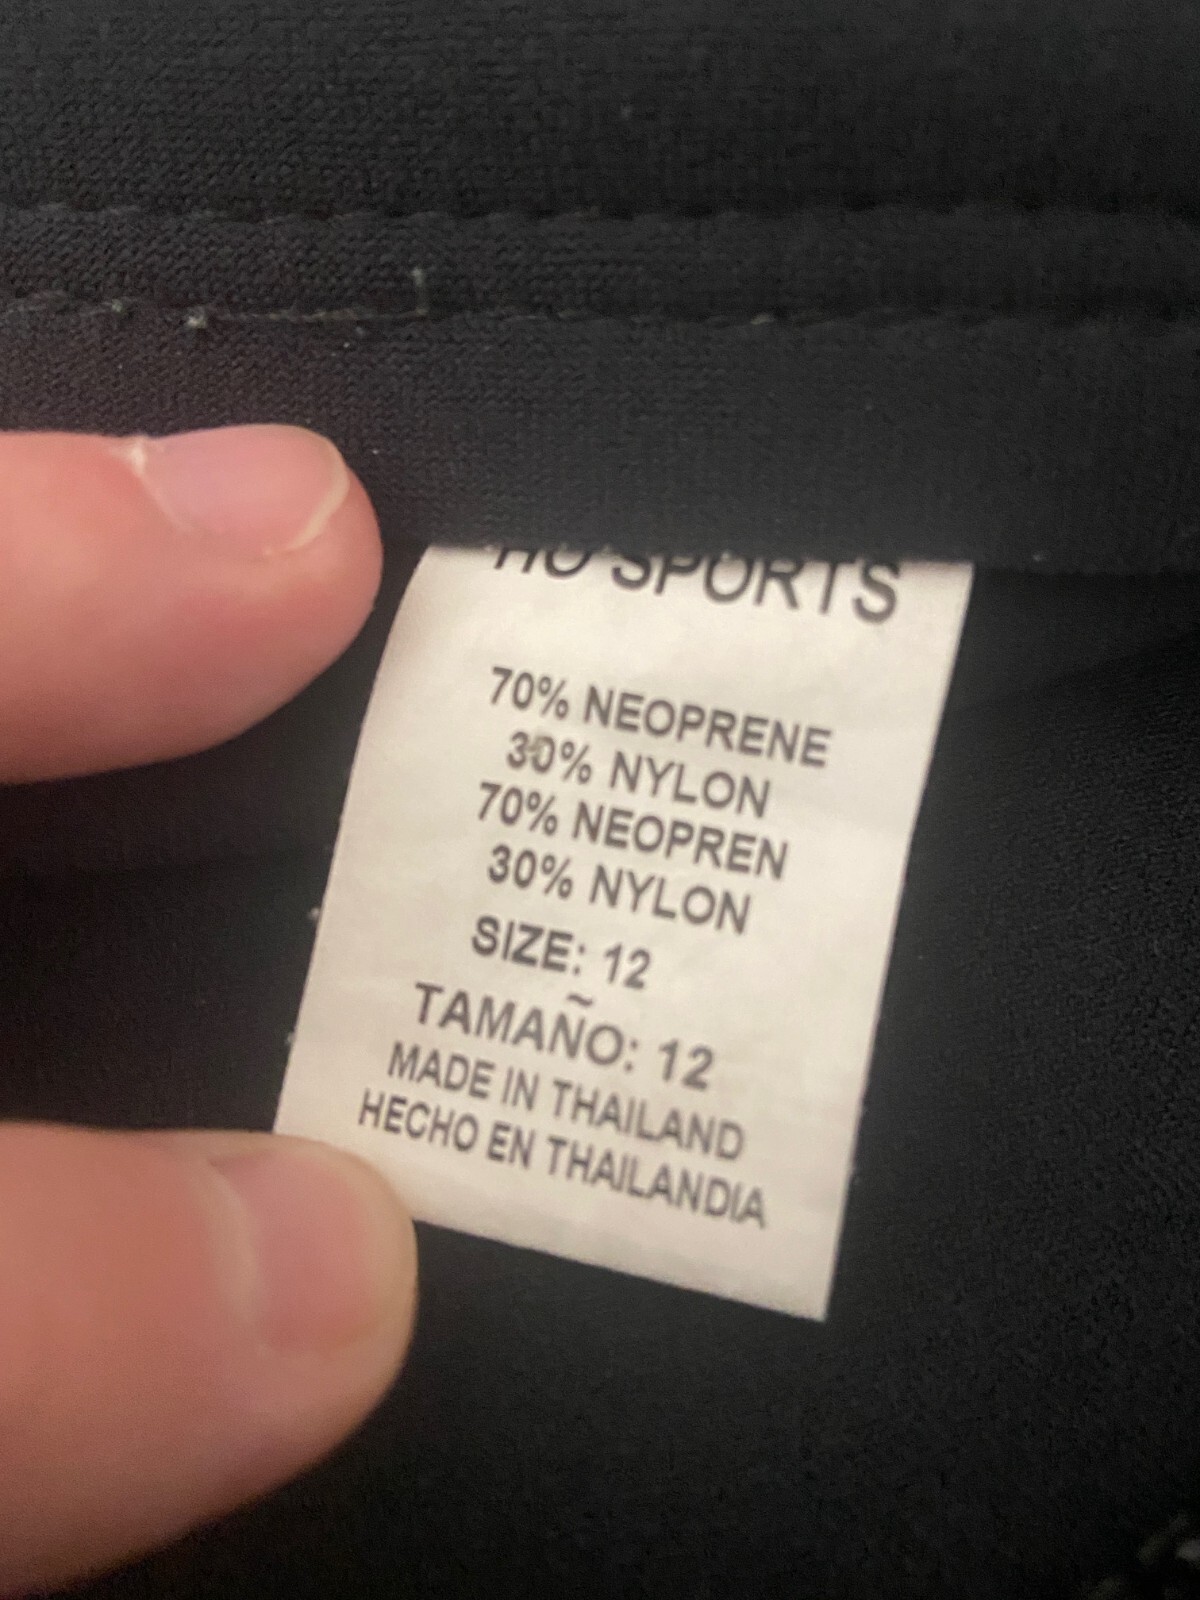 HO SPORTS
70% NEOPRENE
30% NYLON
70% NEOPREN
30% NYLON
SIZE: 12
TAMAÑO: 12
MADE IN THAILAND
HECHO EN THAILANDIA